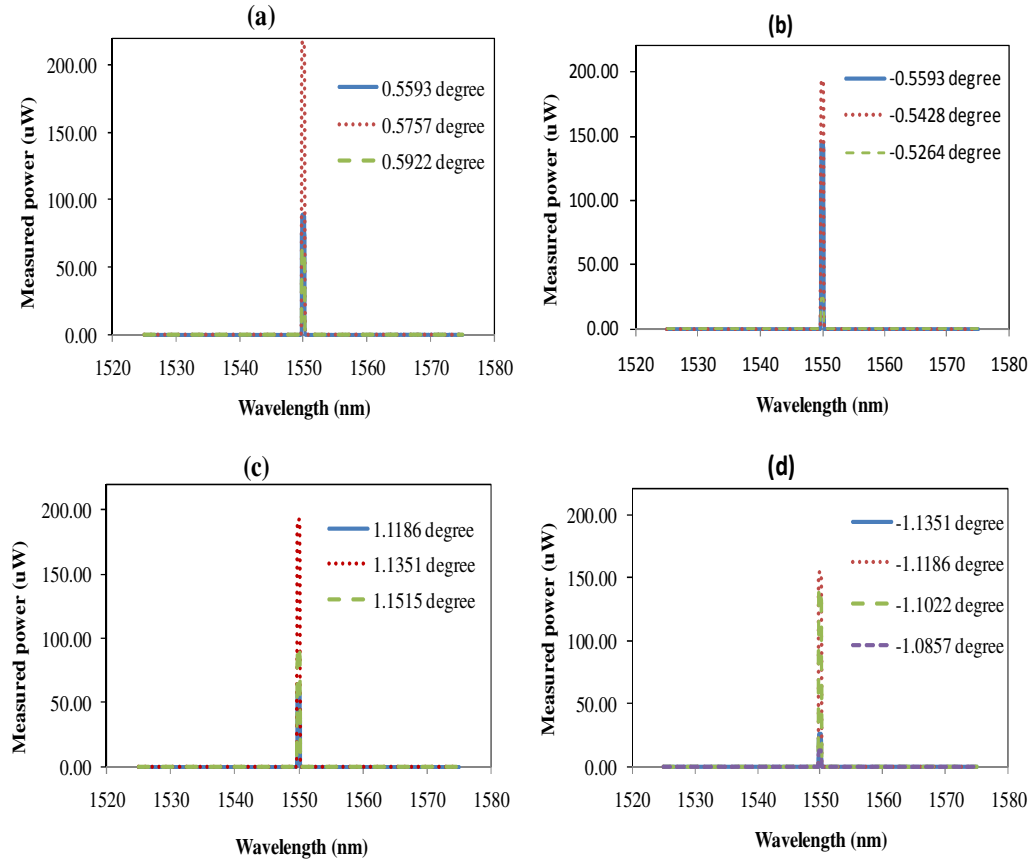 (a)
Measured power (uW)
200.00
150.00
100.00
50.00
0.00
0.5593 degree
0.5757 degree
0.5922 degree
1520 1530 1540 1550 1560 1570 1580
Wavelength (nm)
(b)
Measured power (uW)
200.00
150.00
100.00
50.00
0.00
-0.5593 degree
-0.5428 degree
-0.5264 degree
1520 1530 1540 1550 1560 1570 1580
Wavelength (nm)
(c)
Measured power (uW)
200.00
150.00
100.00
50.00
0.00
1.1186 degree
1.1351 degree
1.1515 degree
1520 1530 1540 1550 1560 1570 1580
Wavelength (nm)
(d)
Measured power (uW)
200.00
150.00
100.00
50.00
0.00
-1.1351 degree
-1.1186 degree
-1.1022 degree
-1.0857 degree
1520 1530 1540 1550 1560 1570 1580
Wavelength (nm)